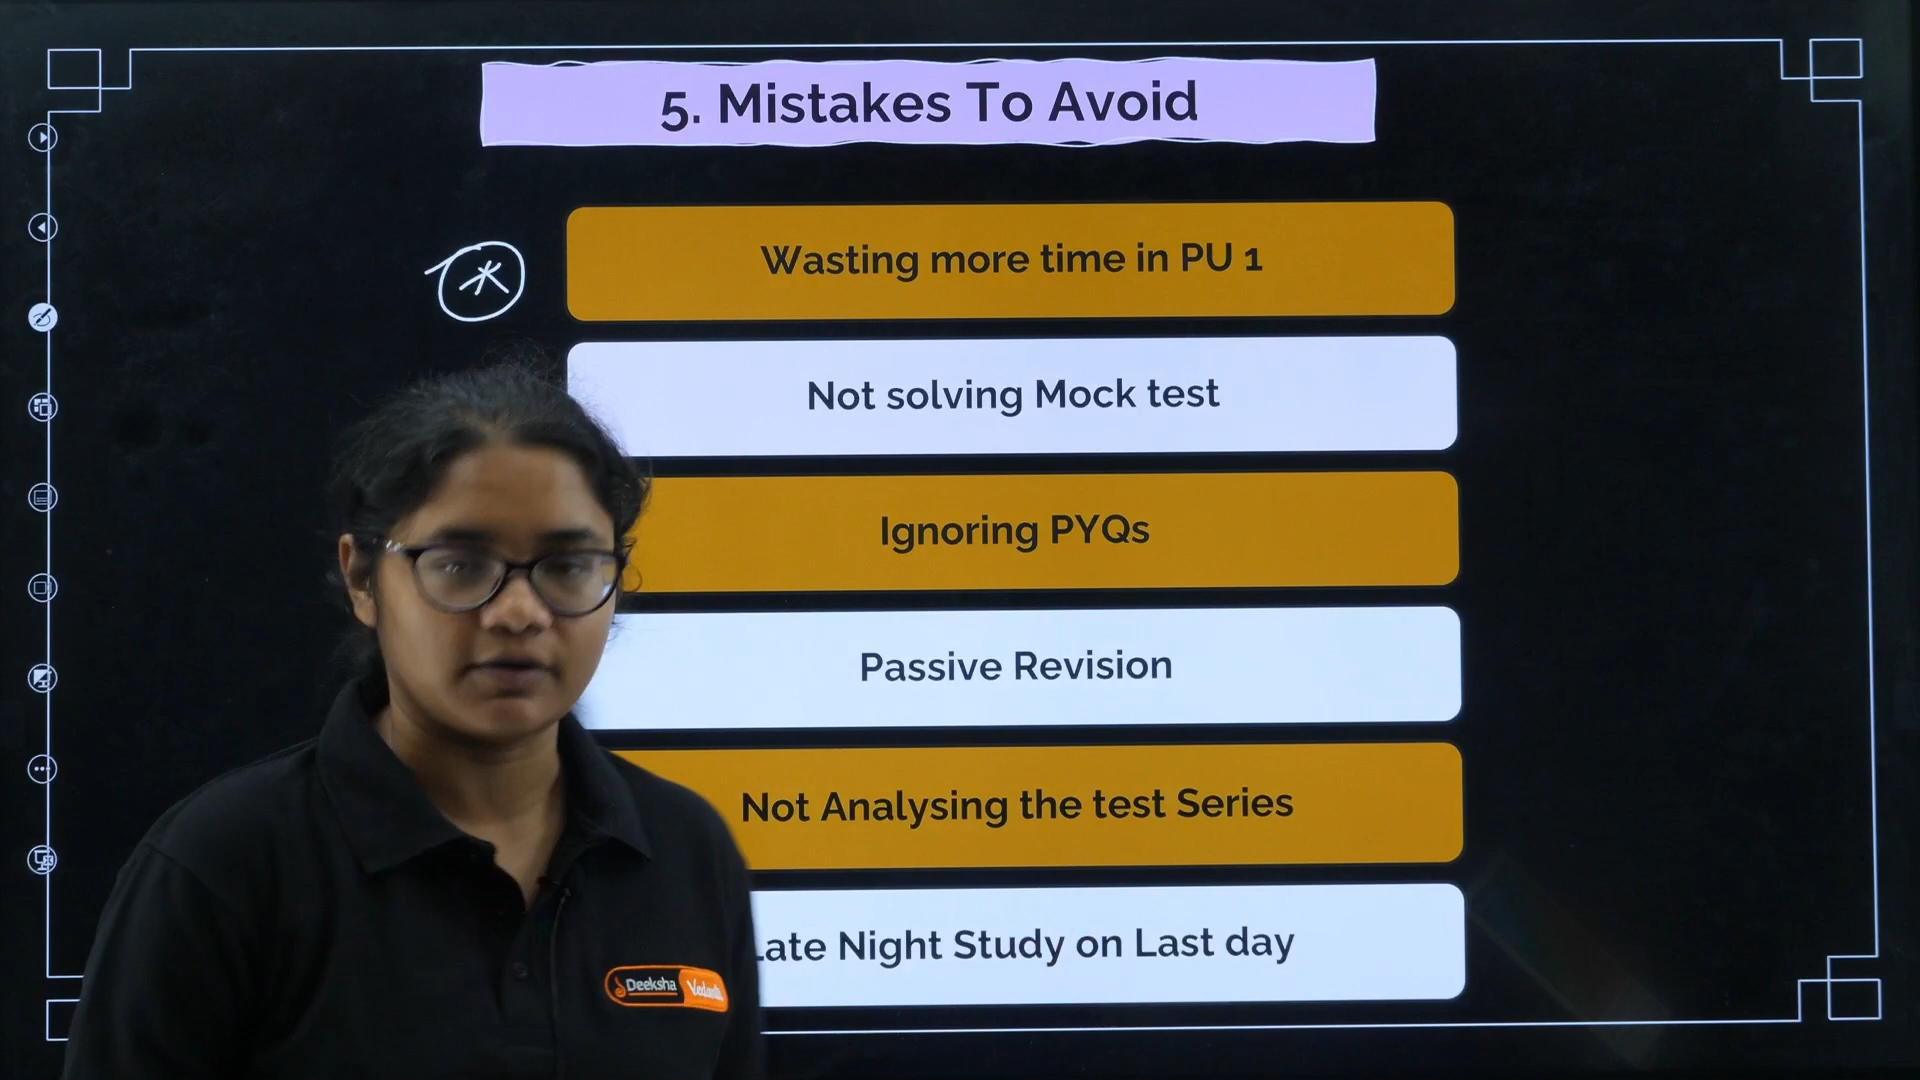 5. Mistakes To Avoid
Wasting more time in PU 1
Not solving Mock test
Ignoring PYQs
Passive Revision
Not Analysing the test Series
Late Night Study on Last day
Deeksha Vedantu